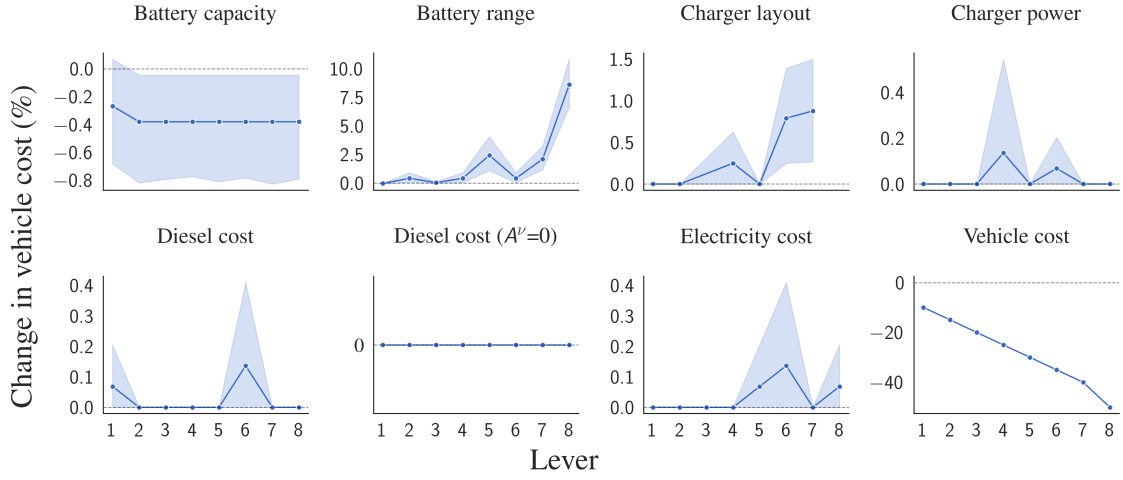 Battery capacity
Battery range
Charger layout
Charger power
Change in vehicle cost (%)
0.0
−0.2
−0.4
−0.6
−0.8
10.0
7.5
5.0
2.5
0.0
1.5
1.0
0.5
0.0
0.4
0.2
0.0
Diesel cost
Diesel cost (Aν=0)
Electricity cost
Vehicle cost
0.4
0.3
0.2
0.1
0.0
0
0.4
0.3
0.2
0.1
0.0
0
−20
−40
1 2 3 4 5 6 7 8
1 2 3 4 5 6 7 8
1 2 3 4 5 6 7 8
1 2 3 4 5 6 7 8
Lever